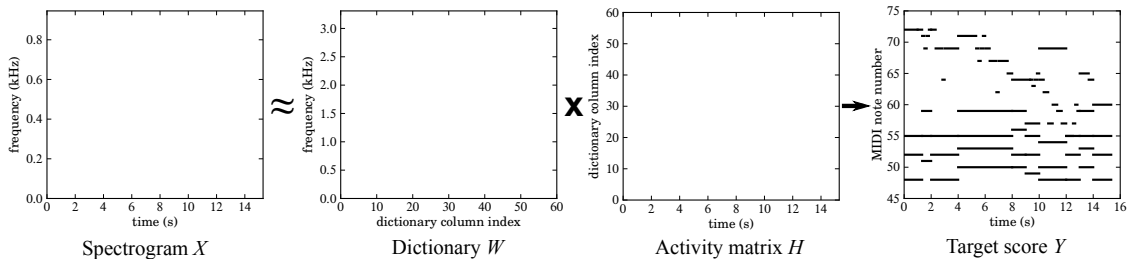 frequency (kHz)
0.8
0.6
0.4
0.2
0.0
0 2 4 6 8 10 12 14
time (s)
Spectrogram X
≈
frequency (kHz)
3.0
2.5
2.0
1.5
1.0
0.5
0.0
0 10 20 30 40 50 60
dictionary column index
Dictionary W
x
dictionary column index
60
50
40
30
20
10
0
0 2 4 6 8 10 12 14
time (s)
Activity matrix H
MIDI note number
75
70
65
60
55
50
45
0 2 4 6 8 10 12 14 16
time (s)
Target score Y